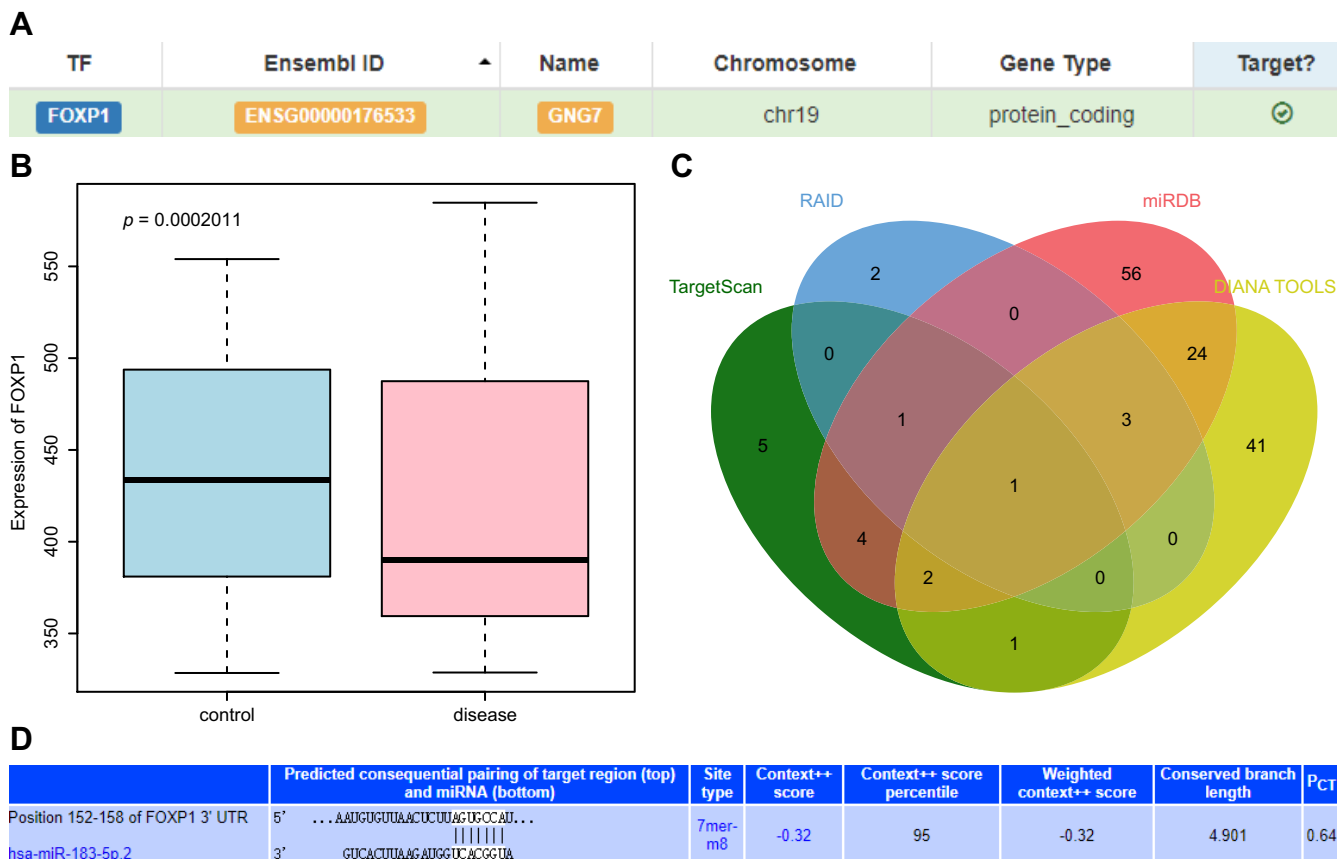 A
TF Ensembl ID Name Chromosome Gene Type Target?
FOXP1 ENSG00000176533 GNG7 chr19 protein_coding
B
p = 0.0002011
Expression of FOXP1
550
500
450
400
350
control disease
C
RAID miRDB
TargetScan DIANA TOOLS
2 56
0
0 24
1 3
5 41
1
4 0
2 0
1
D
Predicted consequential pairing of target region (top) and miRNA (bottom)
Site type
Context++ score
Context++ score percentile
Weighted context++ score
Conserved branch length
PCT
Position 152-158 of FOXP1 3' UTR 5' ...AAUGUGUUAACUCUUAGUGCCAU...
|||||||
hsa-miR-183-5p.2 3' GUCACUUAAGAUGGUCACGGUA
7mer-m8 -0.32 95 -0.32 4.901 0.64